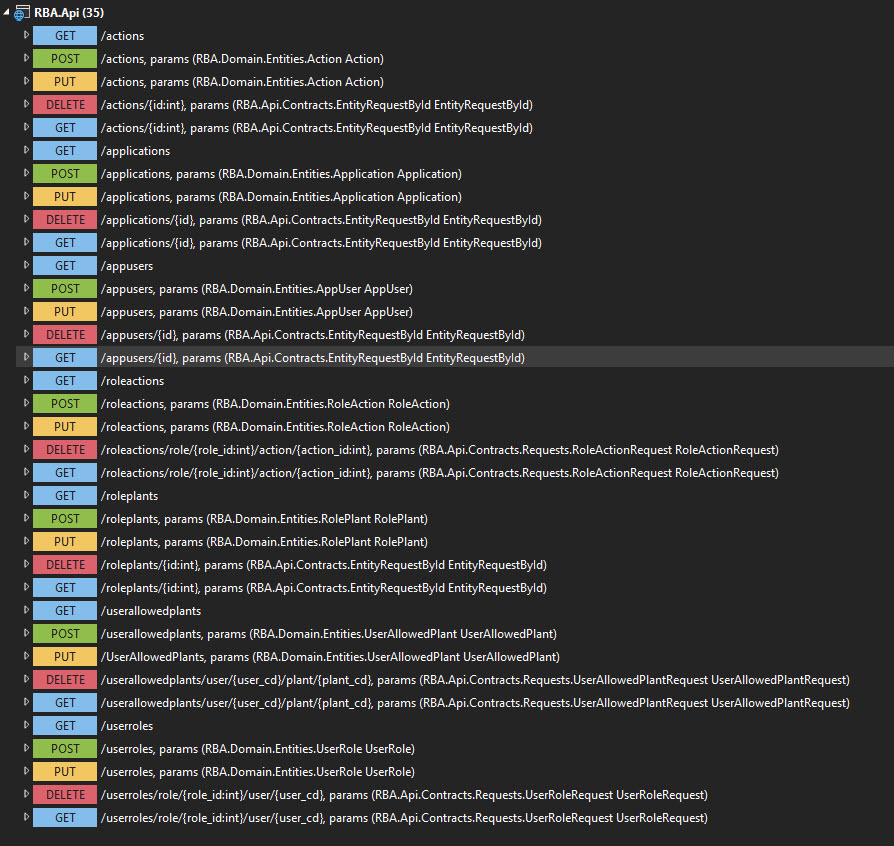 RBA.Api (35)
GET /actions
POST /actions, params (RBA.Domain.Entities.Action Action)
PUT /actions, params (RBA.Domain.Entities.Action Action)
DELETE /actions/{id:int}, params (RBA.Api.Contracts.EntityRequestById EntityRequestById)
GET /actions/{id:int}, params (RBA.Api.Contracts.EntityRequestById EntityRequestById)
GET /applications
POST /applications, params (RBA.Domain.Entities.Application Application)
PUT /applications, params (RBA.Domain.Entities.Application Application)
DELETE /applications/{id}, params (RBA.Api.Contracts.EntityRequestById EntityRequestById)
GET /applications/{id}, params (RBA.Api.Contracts.EntityRequestById EntityRequestById)
GET /appusers
POST /appusers, params (RBA.Domain.Entities.AppUser AppUser)
PUT /appusers, params (RBA.Domain.Entities.AppUser AppUser)
DELETE /appusers/{id}, params (RBA.Api.Contracts.EntityRequestById EntityRequestById)
GET /appusers/{id}, params (RBA.Api.Contracts.EntityRequestById EntityRequestById)
GET /roleactions
POST /roleactions, params (RBA.Domain.Entities.RoleAction RoleAction)
PUT /roleactions, params (RBA.Domain.Entities.RoleAction RoleAction)
DELETE /roleactions/role/{role_id:int}/action/{action_id:int}, params (RBA.Api.Contracts.Requests.RoleActionRequest RoleActionRequest)
GET /roleactions/role/{role_id:int}/action/{action_id:int}, params (RBA.Api.Contracts.Requests.RoleActionRequest RoleActionRequest)
GET /roleplants
POST /roleplants, params (RBA.Domain.Entities.RolePlant RolePlant)
PUT /roleplants, params (RBA.Domain.Entities.RolePlant RolePlant)
DELETE /roleplants/{id:int}, params (RBA.Api.Contracts.EntityRequestById EntityRequestById)
GET /roleplants/{id:int}, params (RBA.Api.Contracts.EntityRequestById EntityRequestById)
GET /userallowedplants
POST /userallowedplants, params (RBA.Domain.Entities.UserAllowedPlant UserAllowedPlant)
PUT /UserAllowedPlants, params (RBA.Domain.Entities.UserAllowedPlant UserAllowedPlant)
DELETE /userallowedplants/user/{user_cd}/plant/{plant_cd}, params (RBA.Api.Contracts.Requests.UserAllowedPlantRequest UserAllowedPlantRequest)
GET /userallowedplants/user/{user_cd}/plant/{plant_cd}, params (RBA.Api.Contracts.Requests.UserAllowedPlantRequest UserAllowedPlantRequest)
GET /userroles
POST /userroles, params (RBA.Domain.Entities.UserRole UserRole)
PUT /userroles, params (RBA.Domain.Entities.UserRole UserRole)
DELETE /userroles/role/{role_id:int}/user/{user_cd}, params (RBA.Api.Contracts.Requests.UserRoleRequest UserRoleRequest)
GET /userroles/role/{role_id:int}/user/{user_cd}, params (RBA.Api.Contracts.Requests.UserRoleRequest UserRoleRequest)